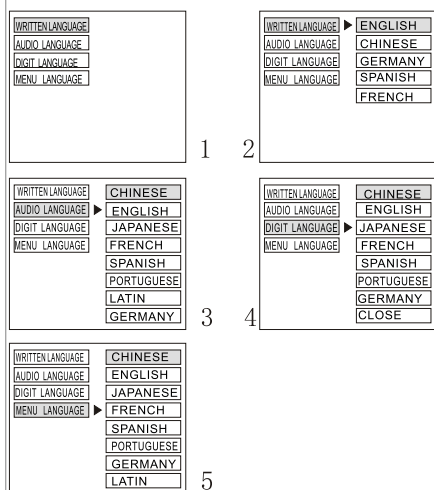 WRITTEN LANGUAGE
AUDIO LANGUAGE
DIGIT LANGUAGE
MENU LANGUAGE
1
WRITTEN LANGUAGE
AUDIO LANGUAGE
DIGIT LANGUAGE
MENU LANGUAGE
ENGLISH
CHINESE
GERMANY
SPANISH
FRENCH
2
WRITTEN LANGUAGE
AUDIO LANGUAGE
DIGIT LANGUAGE
MENU LANGUAGE
CHINESE
ENGLISH
JAPANESE
FRENCH
SPANISH
PORTUGUESE
LATIN
GERMANY
3
WRITTEN LANGUAGE
AUDIO LANGUAGE
DIGIT LANGUAGE
MENU LANGUAGE
CHINESE
ENGLISH
JAPANESE
FRENCH
SPANISH
PORTUGUESE
GERMANY
CLOSE
4
WRITTEN LANGUAGE
AUDIO LANGUAGE
DIGIT LANGUAGE
MENU LANGUAGE
CHINESE
ENGLISH
JAPANESE
FRENCH
SPANISH
PORTUGUESE
GERMANY
LATIN
5